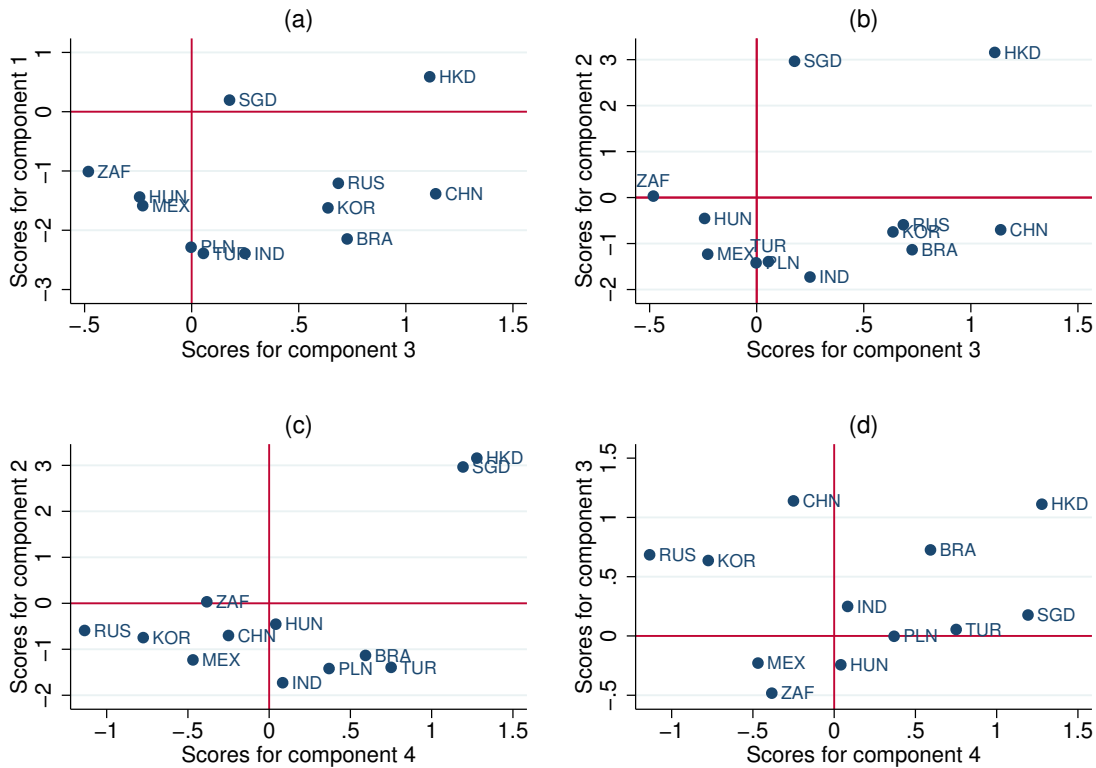 (a)
Scores for component 1
1
0
−1
−2
−3
HKD
SGD
ZAF
RUS
CHN
HUN
MEX
KOR
BRA
PLN
TUR
IND
−.5 0 .5 1 1.5
Scores for component 3
(b)
Scores for component 2
3
2
1
0
−1
−2
HKD
SGD
ZAF
HUN
RUS
KOR
CHN
TUR
MEX
BRA
PLN
IND
−.5 0 .5 1 1.5
Scores for component 3
(c)
Scores for component 2
3
2
1
0
−1
−2
HKD
SGD
ZAF
HUN
RUS
KOR
CHN
MEX
BRA
PLN
TUR
IND
−1 −.5 0 .5 1 1.5
Scores for component 4
(d)
Scores for component 3
1.5
1
.5
0
−.5
CHN
HKD
BRA
RUS
KOR
IND
SGD
TUR
PLN
MEX
HUN
ZAF
−1 −.5 0 .5 1 1.5
Scores for component 4